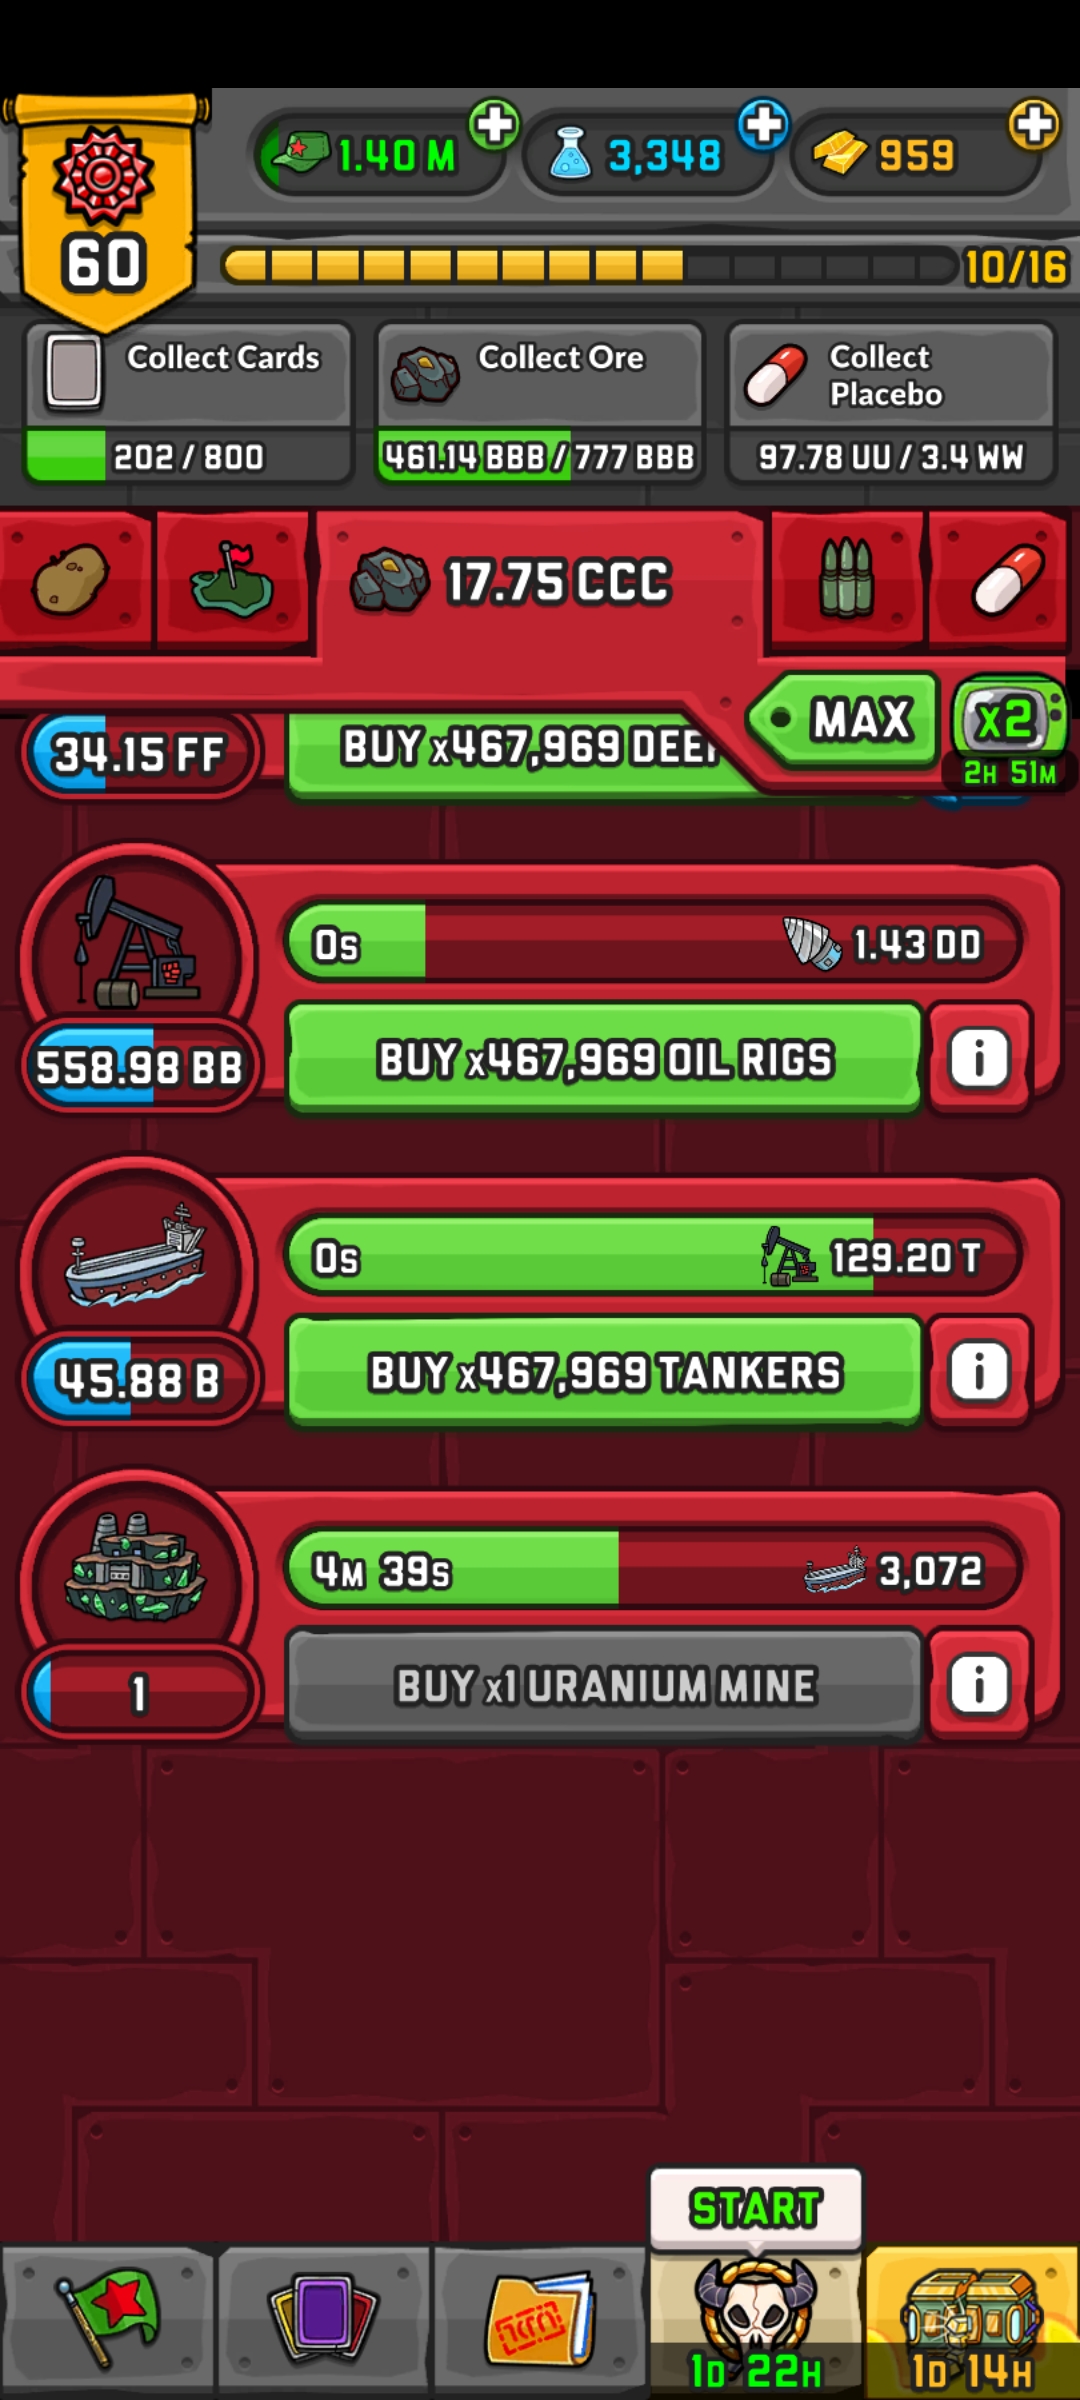 1.40 M
3,348
959
60
10/16
Collect Cards
202 / 800
Collect Ore
461.14 BBB / 777 BBB
Collect
Placebo
97.78 UU / 3.4 WW
17.75 CCC
MAX
x2
2H 51M
34.15 FF
BUY x467,969
0s
1.43 DD
558.98 BB
BUY x467,969 OIL RIGS
i
0s
129.20 T
45.88 B
BUY x467,969 TANKERS
i
4M 39s
3,072
1
BUY x1 URANIUM MINE
i
START
1D 22H
1D 14H